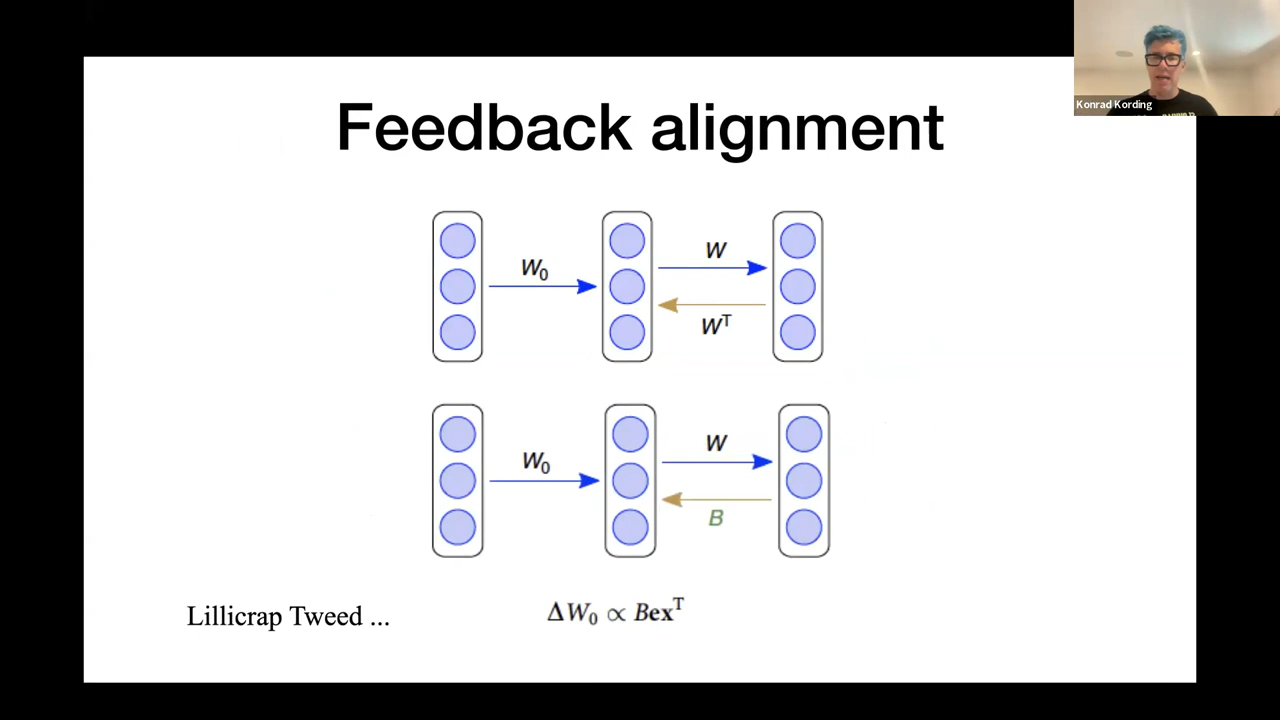 Konrad Kording
Feedback alignment
W₀
W
Wᵀ
W₀
W
B
Lillicrap Tweed ...
ΔW₀ ∝ Bexᵀ